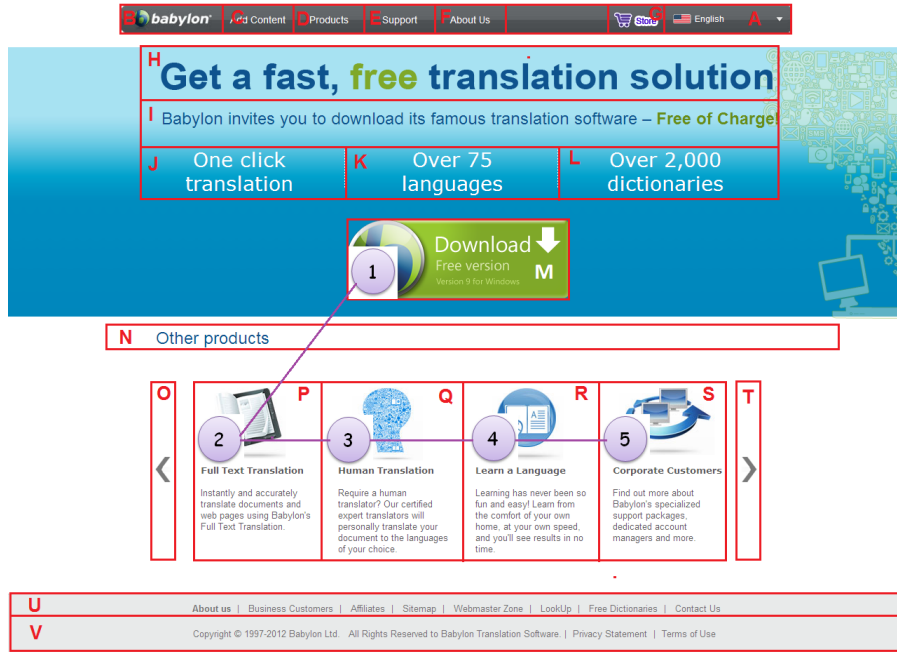 B babylon® C Add Content D Products E Support F About Us G Store English A
H Get a fast, free translation solution
I Babylon invites you to download its famous translation software – Free of Charge!
J One click translation
K Over 75 languages
L Over 2,000 dictionaries
Download
Free version
Version 9 for Windows
M
1
N Other products
O
P
Q
R
S
T
2
3
4
5
Full Text Translation
Instantly and accurately
translate documents and
web pages using Babylon's
Full Text Translation.
Human Translation
Require a human
translator? Our certified
expert translators will
personally translate your
document to the languages
of your choice.
Learn a Language
Learning has never been so
fun and easy! Learn from
the comfort of your own
home, at your own speed,
and you'll see results in no
time.
Corporate Customers
Find out more about
Babylon's specialized
support packages,
dedicated account
managers and more.
U About us | Business Customers | Affiliates | Sitemap | Webmaster Zone | LookUp | Free Dictionaries | Contact Us
V Copyright © 1997-2012 Babylon Ltd. All Rights Reserved to Babylon Translation Software. | Privacy Statement | Terms of Use